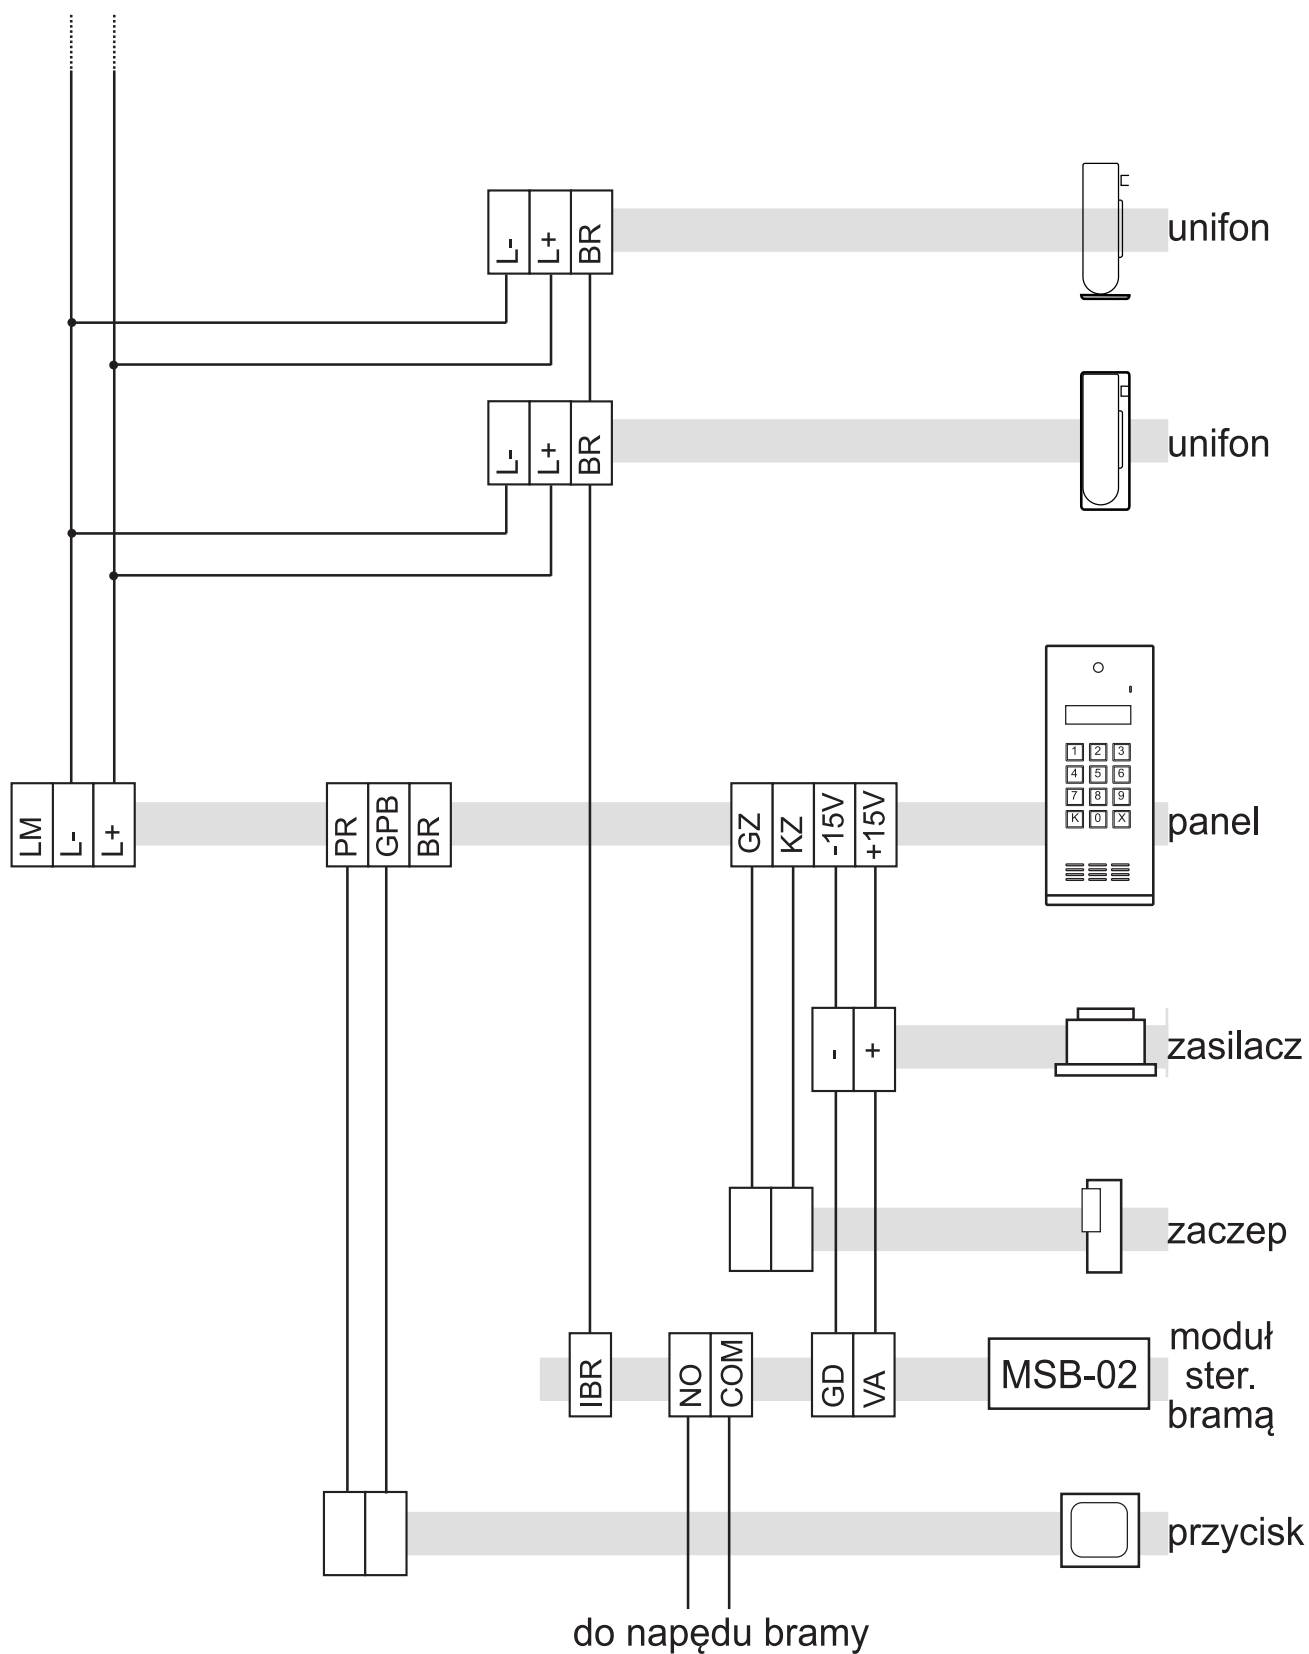 L- L+ BR
unifon
L- L+ BR
unifon
1 2 3
4 5 6
7 8 9
K 0 X
LM L- L+ PR GPB BR GZ KZ -15V +15V
panel
- +
zasilacz
zaczep
IBR NO COM GD VA
MSB-02
moduł
ster.
bramą
przycisk
do napędu bramy